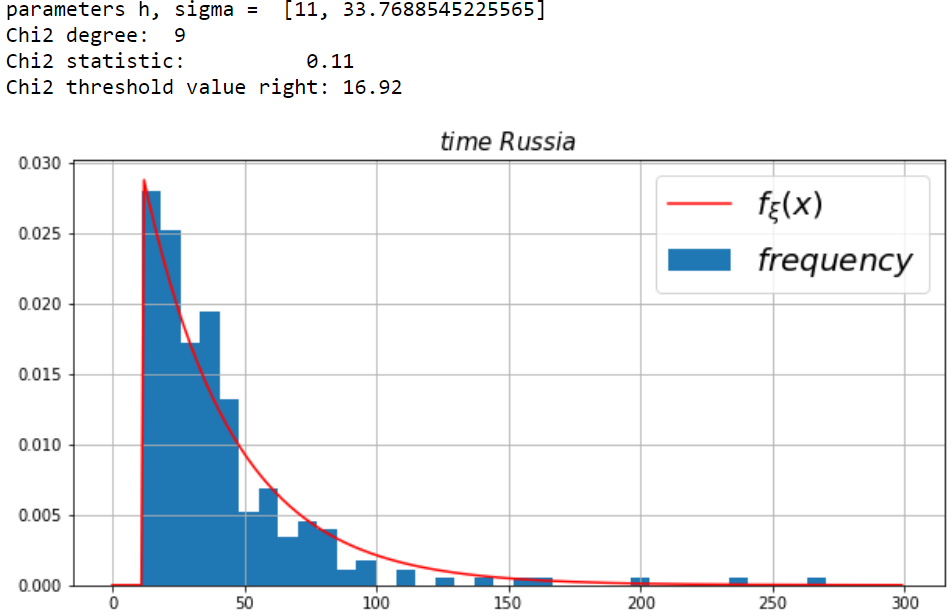 parameters h, sigma =  [11, 33.7688545225565]
Chi2 degree:  9
Chi2 statistic:          0.11
Chi2 threshold value right: 16.92
time Russia
0.030
0.025
0.020
0.015
0.010
0.005
0.000
fξ(x)
frequency
0 50 100 150 200 250 300